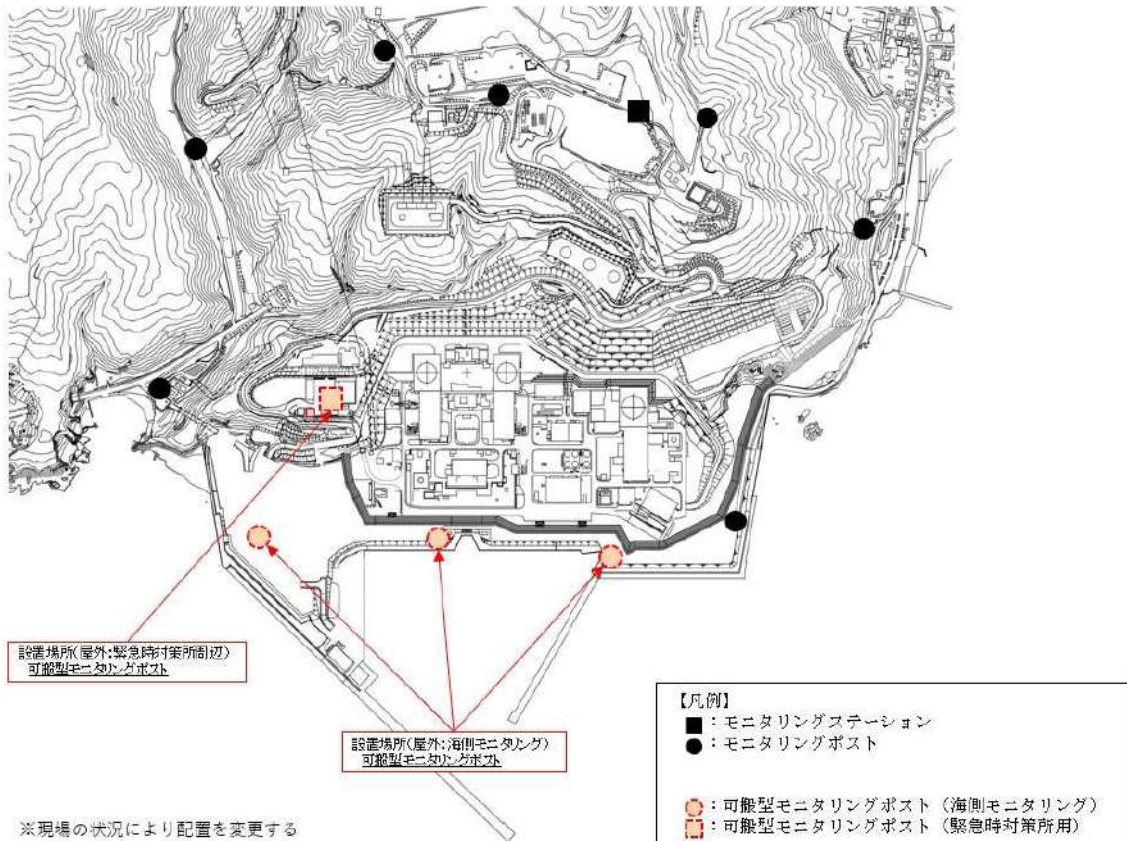 設置場所(屋外:緊急時対策所周辺)
可搬型モニタリングポスト
設置場所(屋外:海側モニタリング)
可搬型モニタリングポスト
※現場の状況により配置を変更する
【凡例】
■:モニタリングステーション
●:モニタリングポスト
:可搬型モニタリングポスト(海側モニタリング)
:可搬型モニタリングポスト(緊急時対策所用)